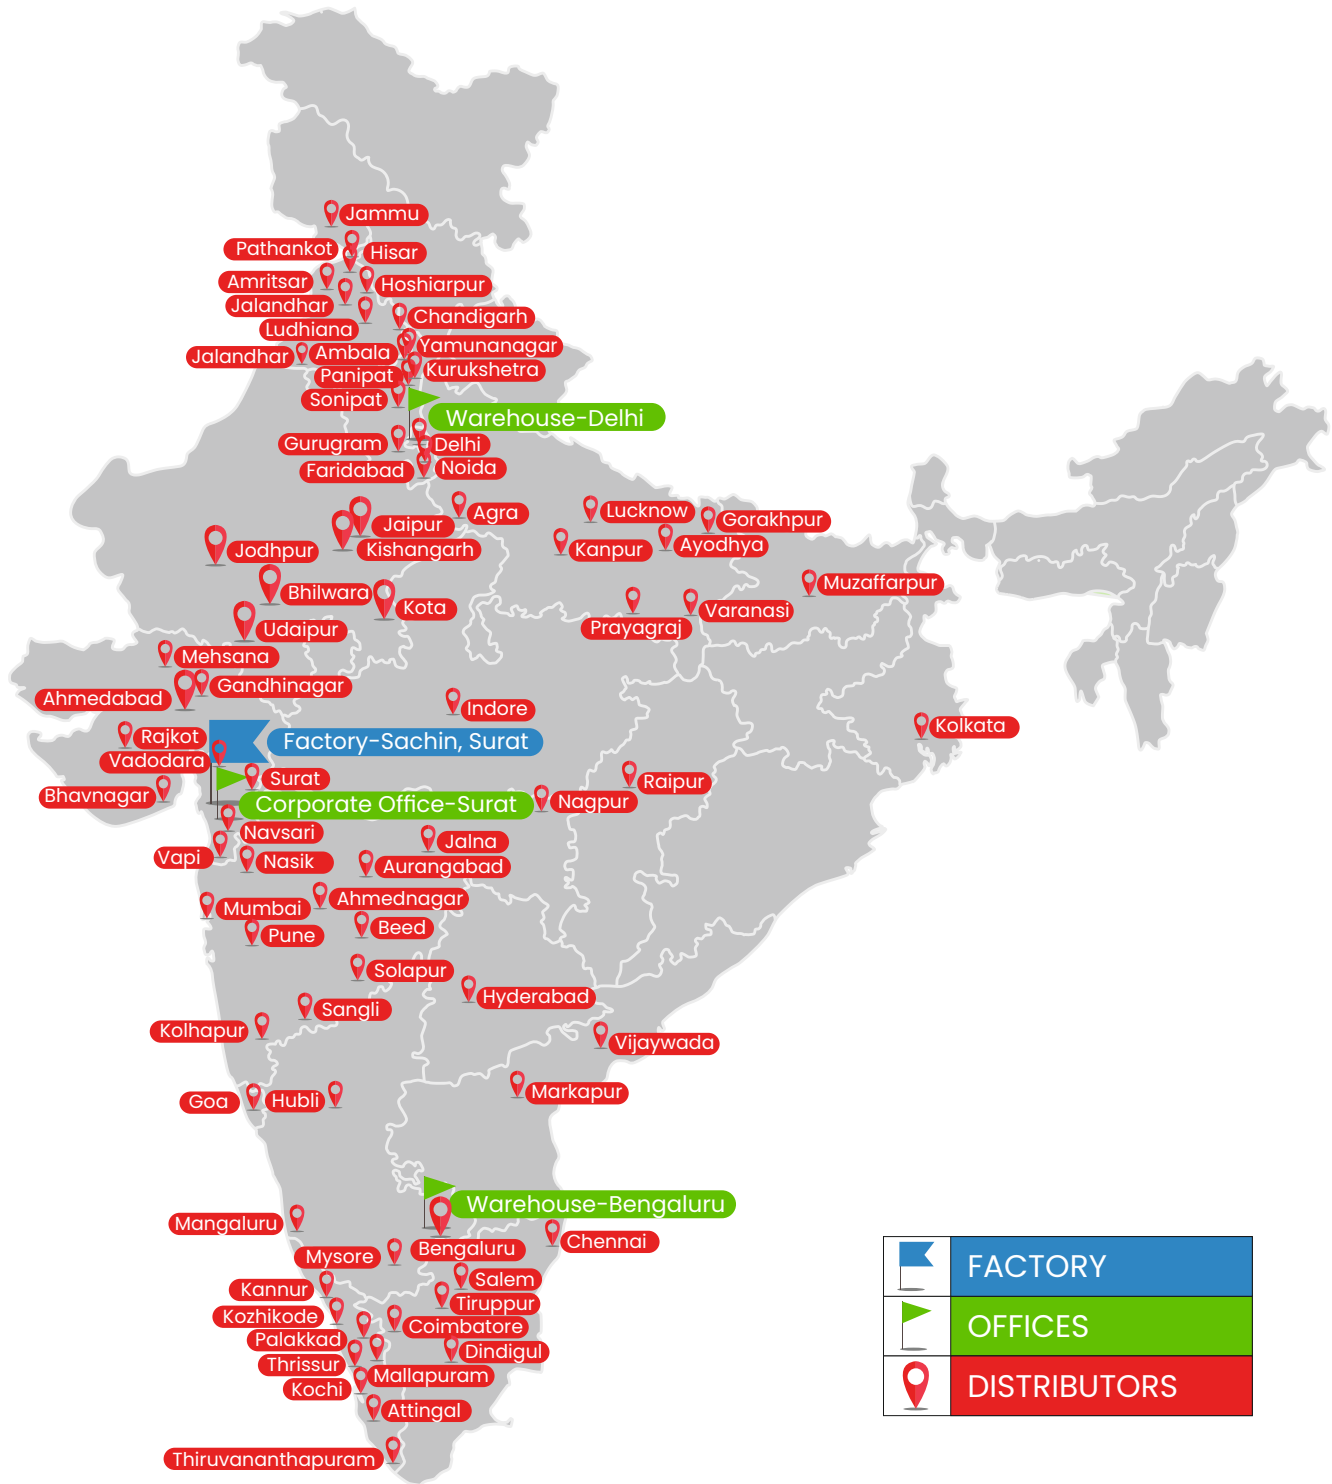 Jammu
Pathankot
Hisar
Amritsar
Hoshiarpur
Jalandhar
Chandigarh
Ludhiana
Yamunanagar
Jalandhar
Ambala
Kurukshetra
Panipat
Sonipat
Warehouse-Delhi
Gurugram
Delhi
Faridabad
Noida
Agra
Lucknow
Gorakhpur
Jaipur
Kishangarh
Jodhpur
Kanpur
Ayodhya
Muzaffarpur
Bhilwara
Kota
Varanasi
Prayagraj
Udaipur
Mehsana
Gandhinagar
Ahmedabad
Indore
Kolkata
Rajkot
Factory-Sachin, Surat
Vadodara
Surat
Raipur
Bhavnagar
Corporate Office-Surat
Nagpur
Navsari
Jalna
Vapi
Nasik
Aurangabad
Ahmednagar
Mumbai
Beed
Pune
Solapur
Hyderabad
Sangli
Kolhapur
Vijaywada
Markapur
Goa
Hubli
Warehouse-Bengaluru
Mangaluru
Chennai
Bengaluru
Mysore
Salem
Kannur
Tiruppur
Kozhikode
Coimbatore
Palakkad
Dindigul
Thrissur
Mallapuram
Kochi
Attingal
Thiruvananthapuram
FACTORY
OFFICES
DISTRIBUTORS